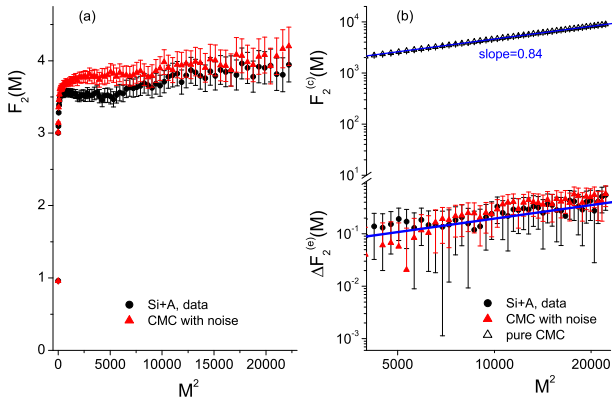 (a)
F₂(M)
5
4
3
2
1
0
Si+A, data
CMC with noise
0 5000 10000 15000 20000
M²
(b)
F₂⁽ᶜ⁾(M)
10⁴
10³
10²
10¹
slope=0.84
ΔF₂⁽ᵉ⁾(M)
10⁻¹
10⁻²
10⁻³
Si+A, data
CMC with noise
pure CMC
5000 10000 20000
M²